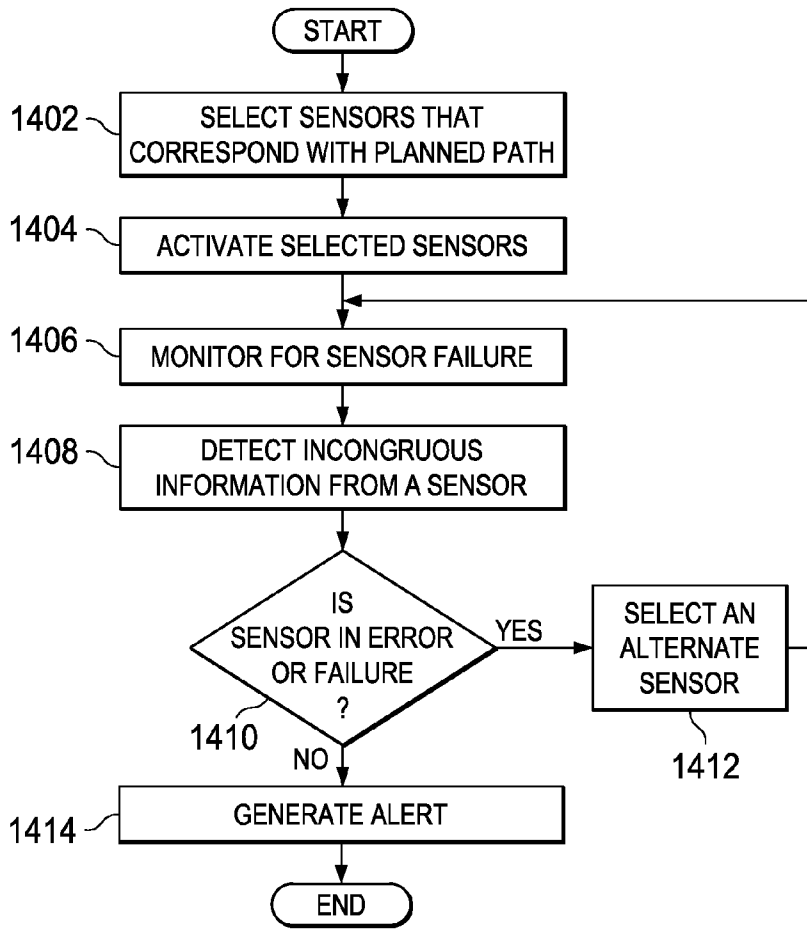 START
1402
SELECT SENSORS THAT
CORRESPOND WITH PLANNED PATH
1404
ACTIVATE SELECTED SENSORS
1406
MONITOR FOR SENSOR FAILURE
1408
DETECT INCONGRUOUS
INFORMATION FROM A SENSOR
IS
SENSOR IN ERROR
OR FAILURE
?
1410
YES
SELECT AN
ALTERNATE
SENSOR
1412
NO
GENERATE ALERT
1414
END